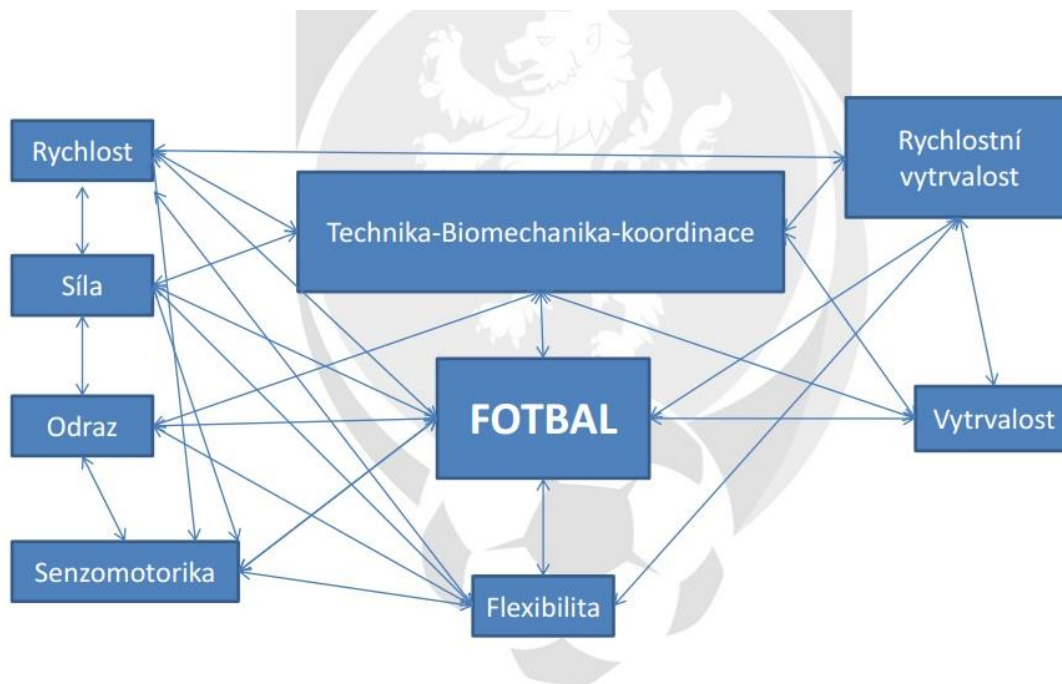 Rychlost
Rychlostní
vytrvalost
Technika-Biomechanika-koordinace
Síla
FOTBAL
Odraz
Vytrvalost
Senzomotorika
Flexibilita